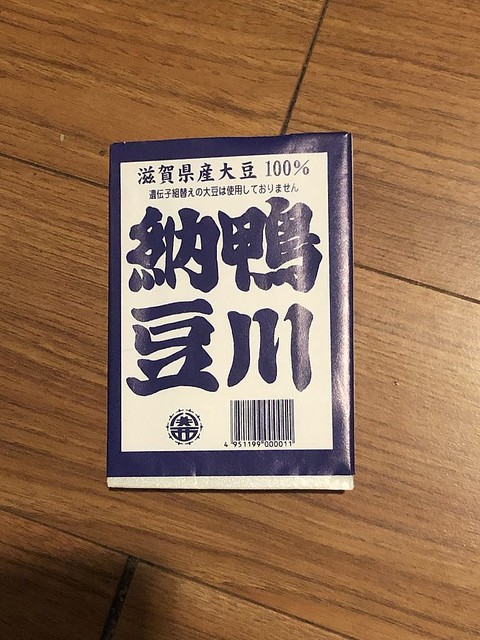 滋賀県産大豆 100%
遺伝子組替えの大豆は使用しておりません
鴨川
納豆
4 951199 000011